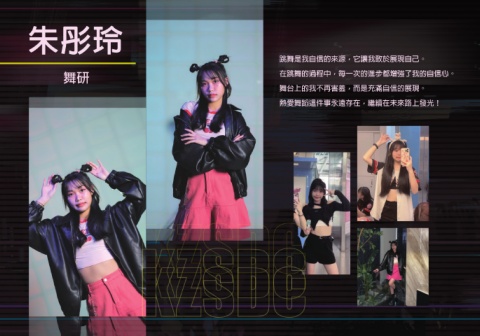 朱彤玲
舞研
跳舞是我自信的來源，它讓我敢於展現自己。
在跳舞的過程中，每一次的進步都增強了我的自信心。
舞台上的我不再害羞，而是充滿自信的展現。
熱愛舞蹈這件事永遠存在，繼續在未來路上發光！
KZSDC